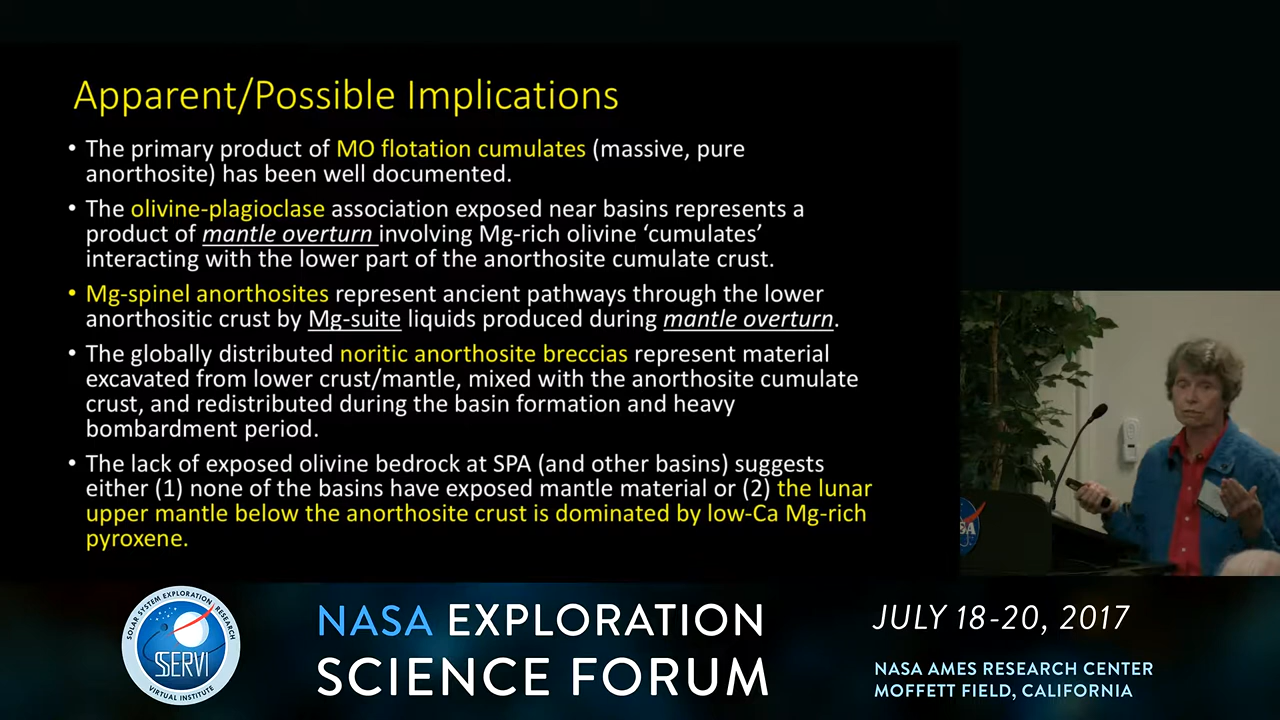 Apparent/Possible Implications
• The primary product of MO flotation cumulates (massive, pure
anorthosite) has been well documented.
• The olivine-plagioclase association exposed near basins represents a
product of mantle overturn involving Mg-rich olivine ‘cumulates’
interacting with the lower part of the anorthosite cumulate crust.
• Mg-spinel anorthosites represent ancient pathways through the lower
anorthositic crust by Mg-suite liquids produced during mantle overturn.
• The globally distributed noritic anorthosite breccias represent material
excavated from lower crust/mantle, mixed with the anorthosite cumulate
crust, and redistributed during the basin formation and heavy
bombardment period.
• The lack of exposed olivine bedrock at SPA (and other basins) suggests
either (1) none of the basins have exposed mantle material or (2) the lunar
upper mantle below the anorthosite crust is dominated by low-Ca Mg-rich
pyroxene.
SOLAR SYSTEM EXPLORATION RESEARCH
SSERVI
VIRTUAL INSTITUTE
NASA EXPLORATION
SCIENCE FORUM
JULY 18-20, 2017
NASA AMES RESEARCH CENTER
MOFFETT FIELD, CALIFORNIA